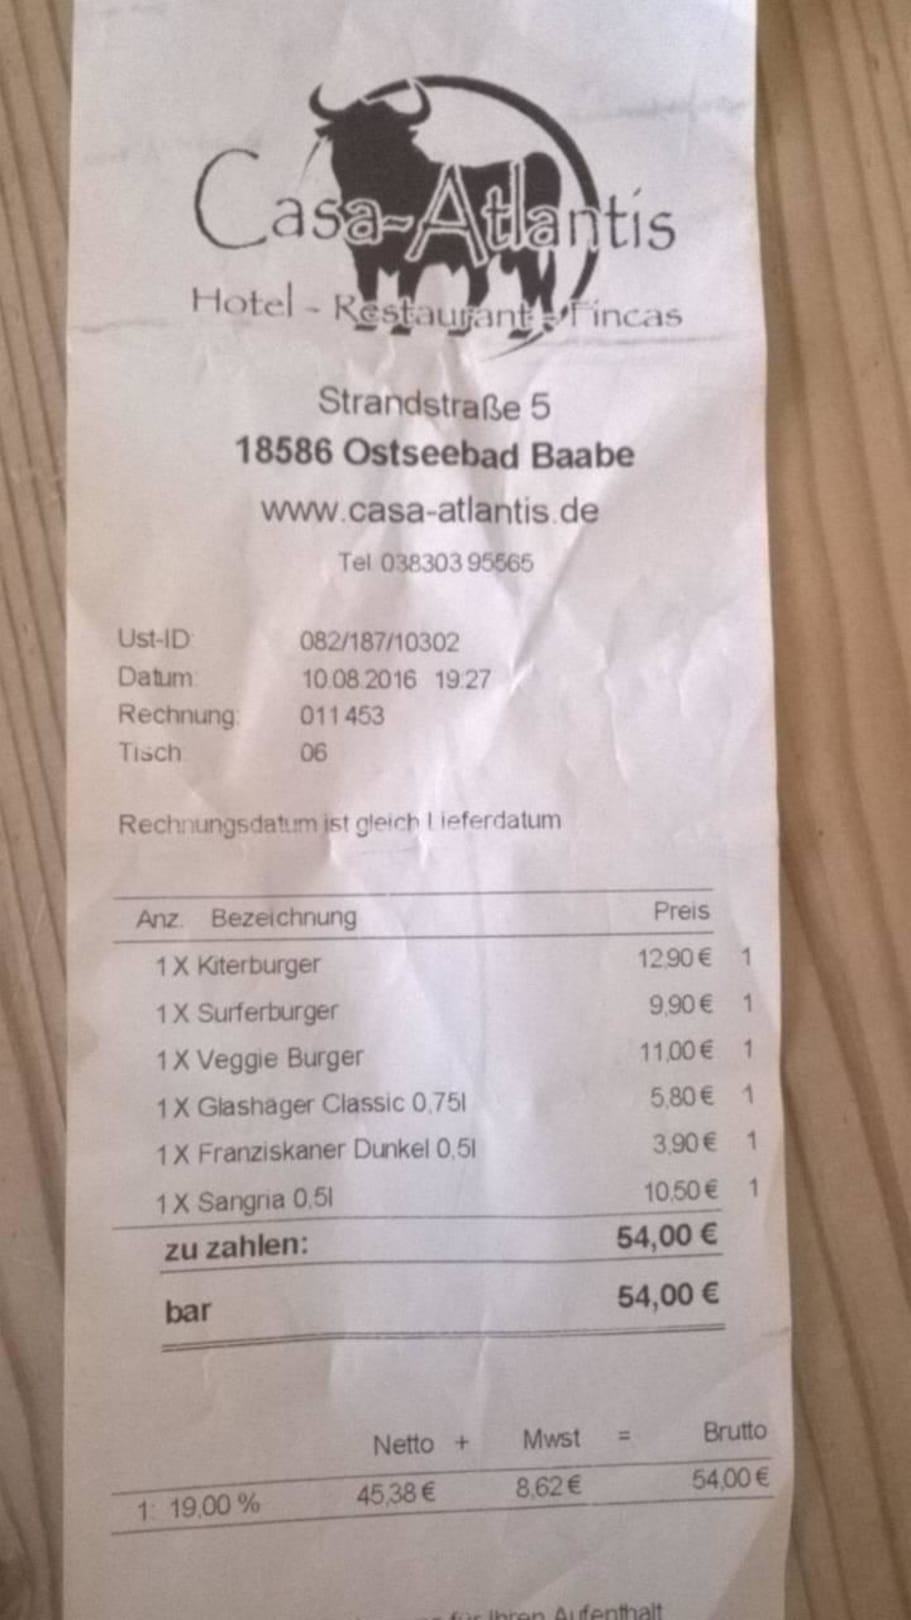 Casa-Atlantis
Hotel - Restaurant - Fincas
Strandstraße 5
18586 Ostseebad Baabe
www.casa-atlantis.de
Tel 038303 95565
Ust-ID: 082/187/10302
Datum: 10.08.2016 19:27
Rechnung: 011453
Tisch 06
Rechnungsdatum ist gleich Lieferdatum
Anz. Bezeichnung Preis
1 X Kiterburger 12,90 € 1
1 X Surferburger 9,90 € 1
1 X Veggie Burger 11,00 € 1
1 X Glashäger Classic 0,75l 5,80 € 1
1 X Franziskaner Dunkel 0,5l 3,90 € 1
1 X Sangria 0,5l 10,50 € 1
zu zahlen: 54,00 €
bar 54,00 €
Netto + Mwst = Brutto
1: 19,00 % 45,38 € 8,62 € 54,00 €
für Ihren Aufenthalt